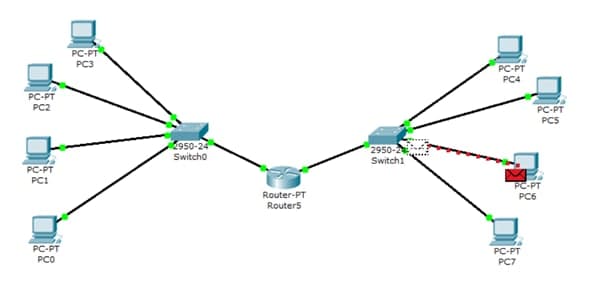 PC-PT
PC3
PC-PT
PC2
PC-PT
PC1
PC-PT
PC0
2950-24
Switch0
Router-PT
Router5
2950-24
Switch1
PC-PT
PC4
PC-PT
PC5
PC-PT
PC6
PC-PT
PC7